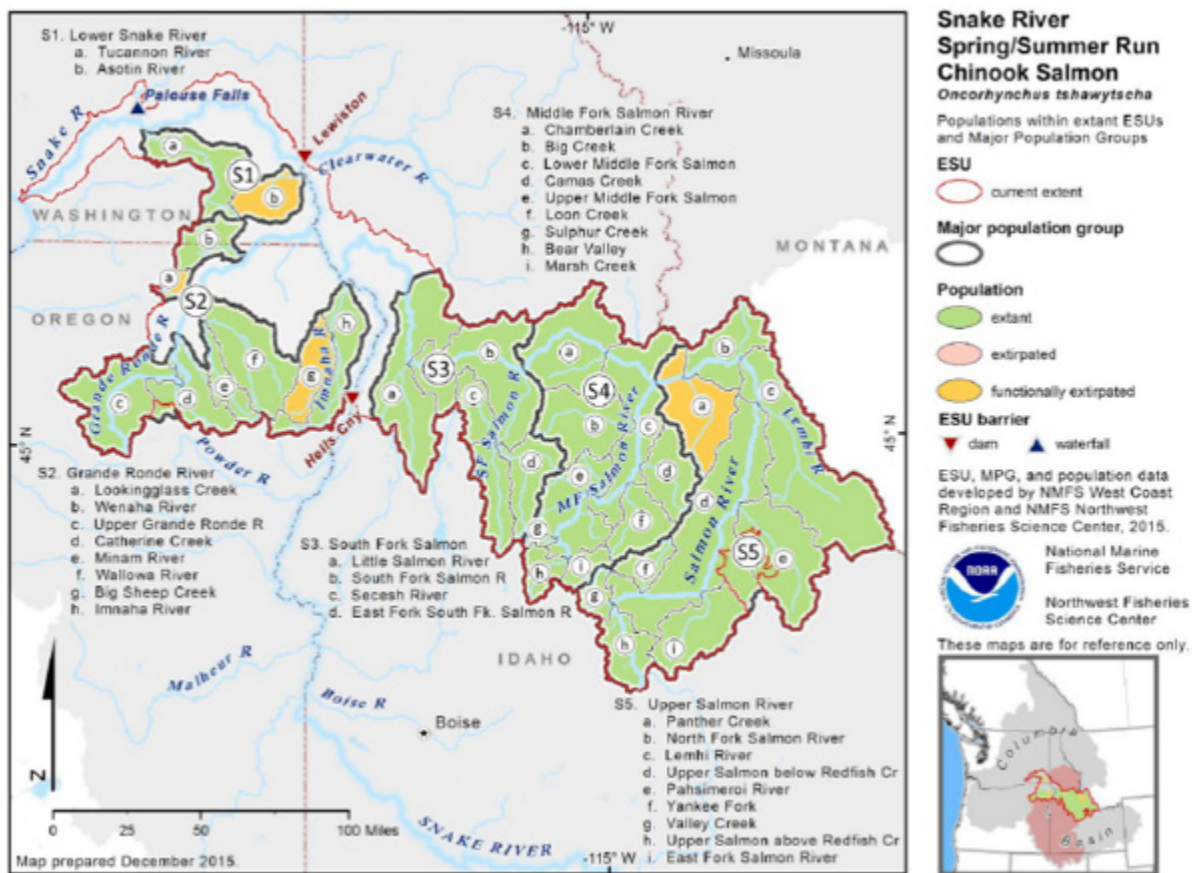 S1. Lower Snake River
a. Tucannon River
b. Asotin River
Palouse Falls
Snake R
Lewiston
Clearwater R
-115° W
Missoula
S4. Middle Fork Salmon River
a. Chamberlain Creek
b. Big Creek
c. Lower Middle Fork Salmon
d. Camas Creek
e. Upper Middle Fork Salmon
f. Loon Creek
g. Sulphur Creek
h. Bear Valley
i. Marsh Creek
WASHINGTON
MONTANA
OREGON
a
S1
b
b
a
S2
h
f
g
e
d
c
Grande Ronde R
Imnaha R
Hells Cny
Powder R
45° N
S3
b
a
c
d
SF Salmon R
S4
a
b
c
e
d
f
g
h
i
MF Salmon River
S5
b
a
c
d
e
f
g
h
i
Lemhi R
Salmon River
45° N
S2. Grande Ronde River
a. Lookingglass Creek
b. Wenaha River
c. Upper Grande Ronde R
d. Catherine Creek
e. Minam River
f. Wallowa River
g. Big Sheep Creek
h. Imnaha River
S3. South Fork Salmon
a. Little Salmon River
b. South Fork Salmon R
c. Secesh River
d. East Fork South Fk. Salmon R
IDAHO
Malheur R
Boise R
Boise
S5. Upper Salmon River
a. Panther Creek
b. North Fork Salmon River
c. Lemhi River
d. Upper Salmon below Redfish Cr
e. Pahsimeroi River
f. Yankee Fork
g. Valley Creek
h. Upper Salmon above Redfish Cr
-115° W i. East Fork Salmon River
SNAKE RIVER
N
0 50 100 Miles
Map prepared December 2015.
Snake River
Spring/Summer Run
Chinook Salmon
Oncorhynchus tshawytscha
Populations within extant ESUs
and Major Population Groups
ESU
current extent
Major population group
Population
extant
extirpated
functionally extirpated
ESU barrier
dam waterfall
ESU, MPG, and population data
developed by NMFS West Coast
Region and NMFS Northwest
Fisheries Science Center, 2015.
NOAA
National Marine
Fisheries Service
Northwest Fisheries
Science Center
These maps are for reference only.
Columbia
Basin